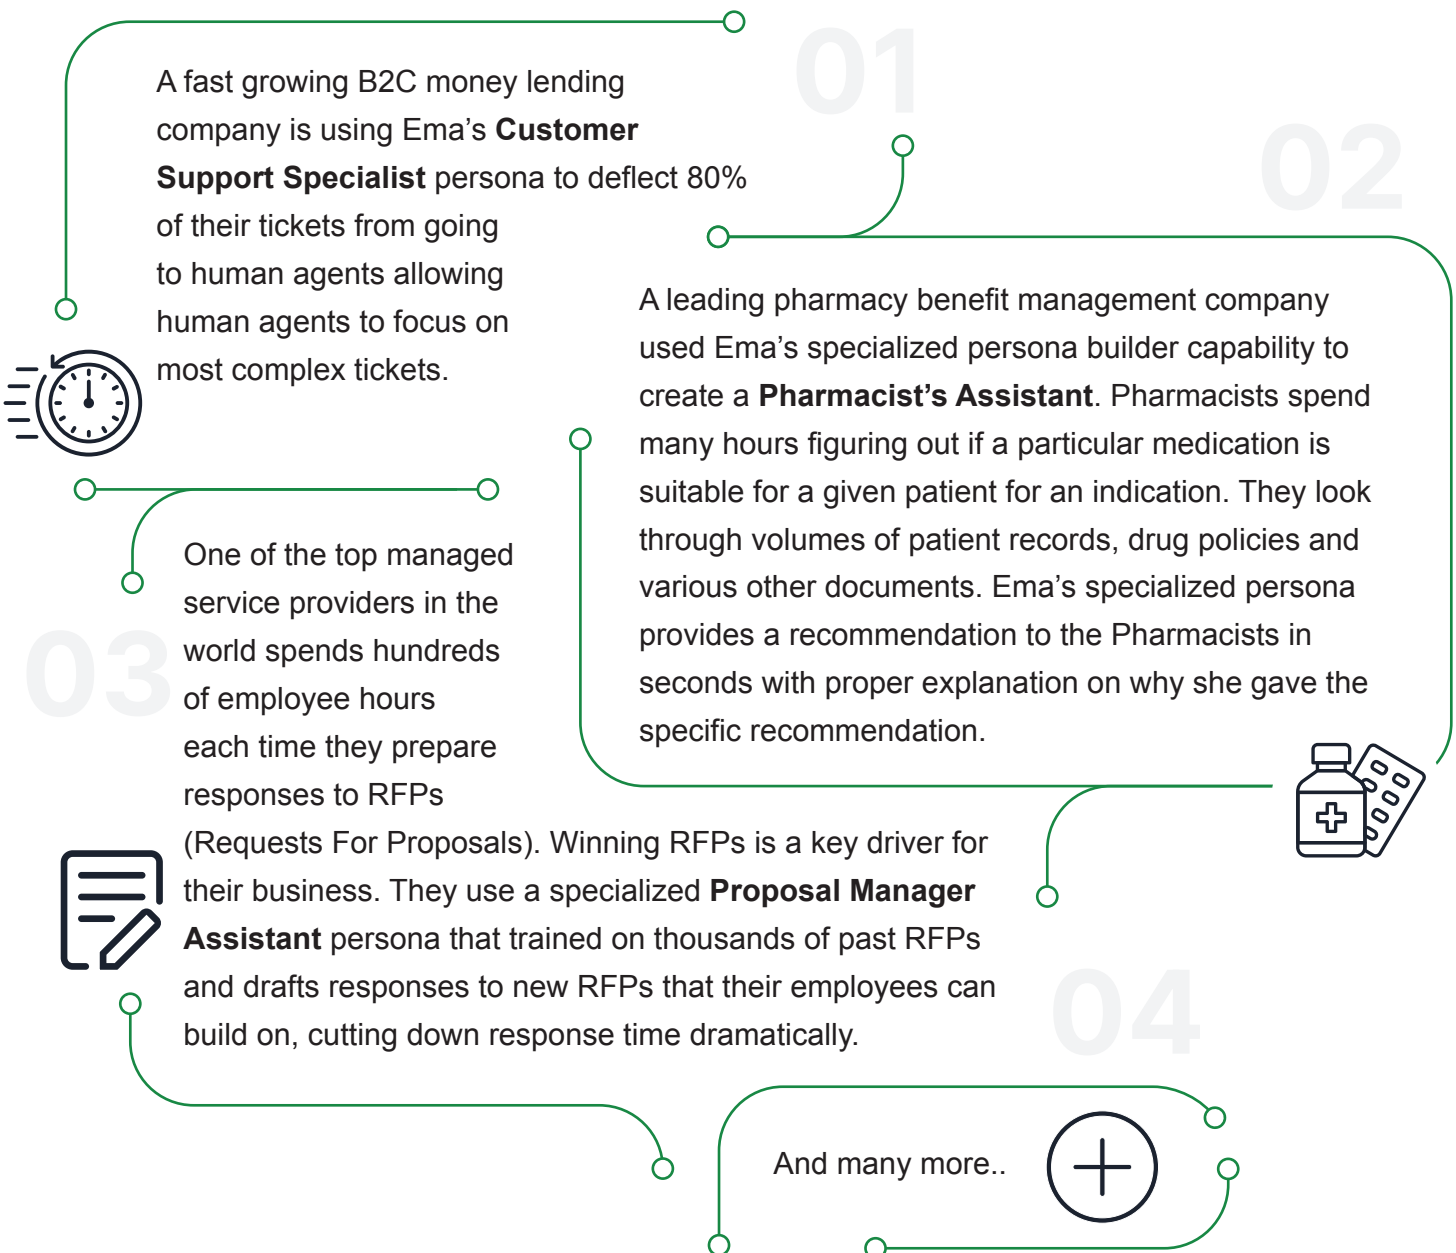 01
A fast growing B2C money lending
company is using Ema’s Customer
Support Specialist persona to deflect 80%
of their tickets from going
to human agents allowing
human agents to focus on
most complex tickets.
02
A leading pharmacy benefit management company
used Ema’s specialized persona builder capability to
create a Pharmacist’s Assistant. Pharmacists spend
many hours figuring out if a particular medication is
suitable for a given patient for an indication. They look
through volumes of patient records, drug policies and
various other documents. Ema’s specialized persona
provides a recommendation to the Pharmacists in
seconds with proper explanation on why she gave the
specific recommendation.
03
One of the top managed
service providers in the
world spends hundreds
of employee hours
each time they prepare
responses to RFPs
(Requests For Proposals). Winning RFPs is a key driver for
their business. They use a specialized Proposal Manager
Assistant persona that trained on thousands of past RFPs
and drafts responses to new RFPs that their employees can
build on, cutting down response time dramatically.
04
And many more..